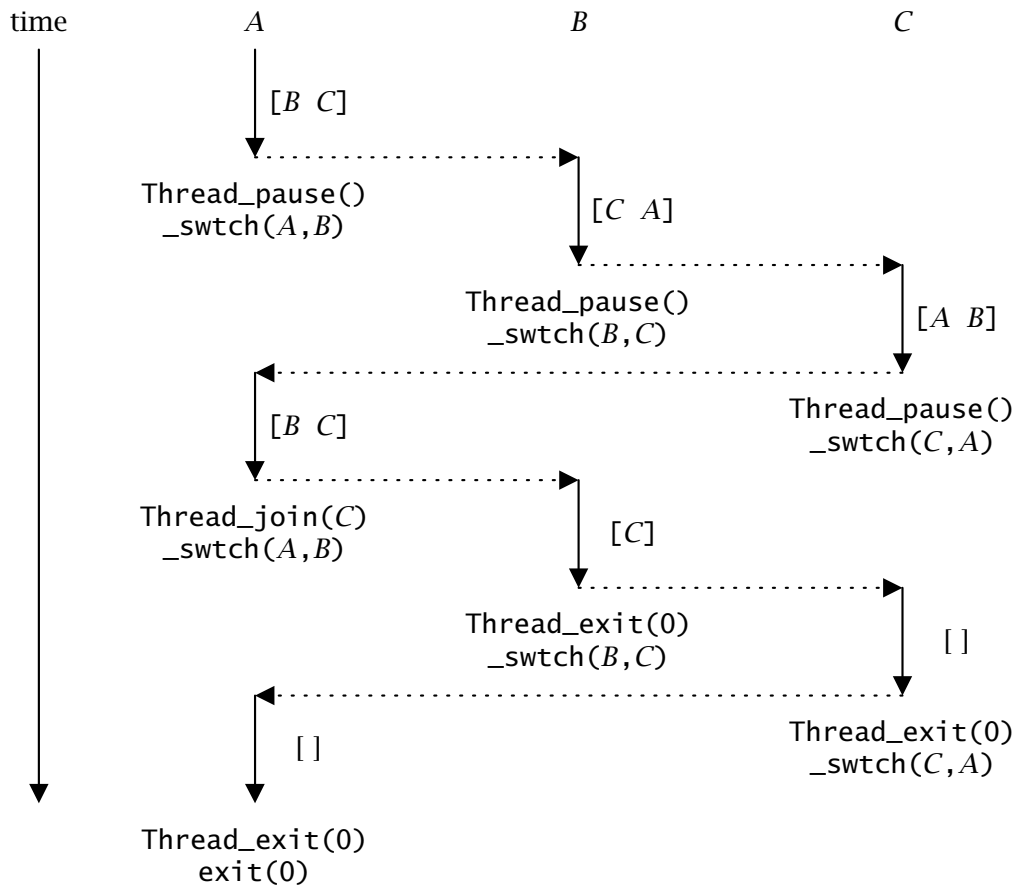 time A B C
[B C]
Thread_pause()
_swtch(A,B)
[C A]
Thread_pause()
_swtch(B,C)
[A B]
Thread_pause()
_swtch(C,A)
[B C]
Thread_join(C)
_swtch(A,B)
[C]
Thread_exit(0)
_swtch(B,C)
[ ]
Thread_exit(0)
_swtch(C,A)
[ ]
Thread_exit(0)
exit(0)